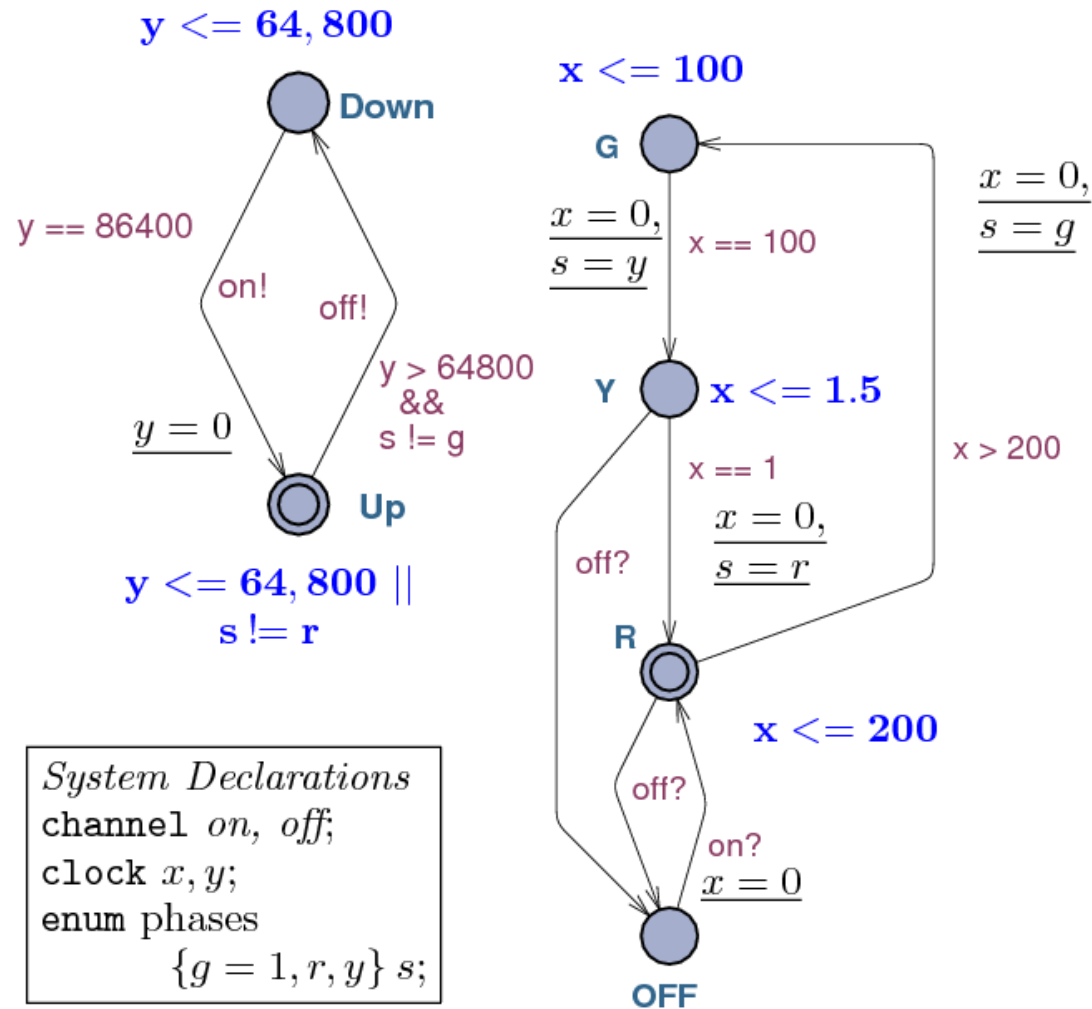 y <= 64, 800
Down
y == 86400
on!
off!
y > 64800
&&
s != g
y = 0
Up
y <= 64, 800 ||
s != r
x <= 100
G
x = 0,
s = g
x = 0,
s = y
x == 100
Y
x <= 1.5
x > 200
x == 1
x = 0,
s = r
off?
R
x <= 200
off?
on?
x = 0
OFF
System Declarations
channel on, off;
clock x, y;
enum phases
{g = 1, r, y} s;